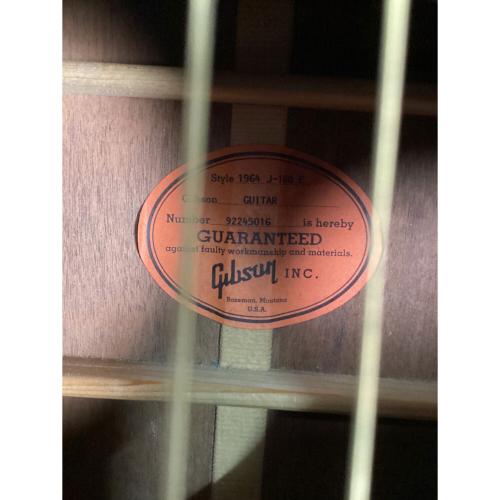 Style 1964 J-160 E
Gibson GUITAR
Number 92245016 is hereby
GUARANTEED
against faulty workmanship and materials.
Gibson INC.
Bozeman, Montana
U.S.A.